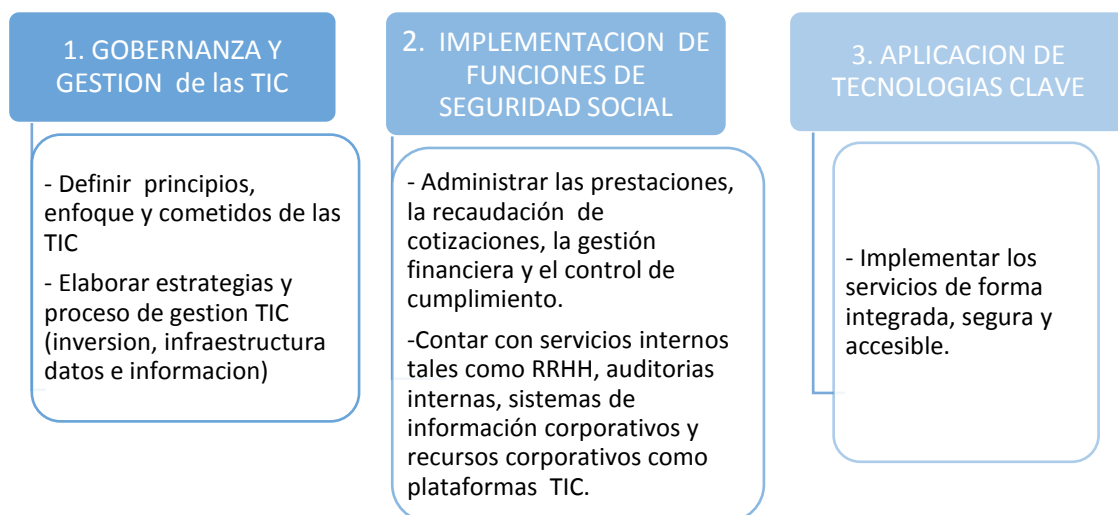 1. GOBERNANZA Y
GESTION de las TIC
- Definir principios,
enfoque y cometidos de las
TIC
- Elaborar estrategias y
proceso de gestion TIC
(inversion, infraestructura
datos e informacion)
2. IMPLEMENTACION DE
FUNCIONES DE
SEGURIDAD SOCIAL
- Administrar las prestaciones,
la recaudación de
cotizaciones, la gestión
financiera y el control de
cumplimiento.
-Contar con servicios internos
tales como RRHH, auditorias
internas, sistemas de
información corporativos y
recursos corporativos como
plataformas TIC.
3. APLICACION DE
TECNOLOGIAS CLAVE
- Implementar los
servicios de forma
integrada, segura y
accesible.